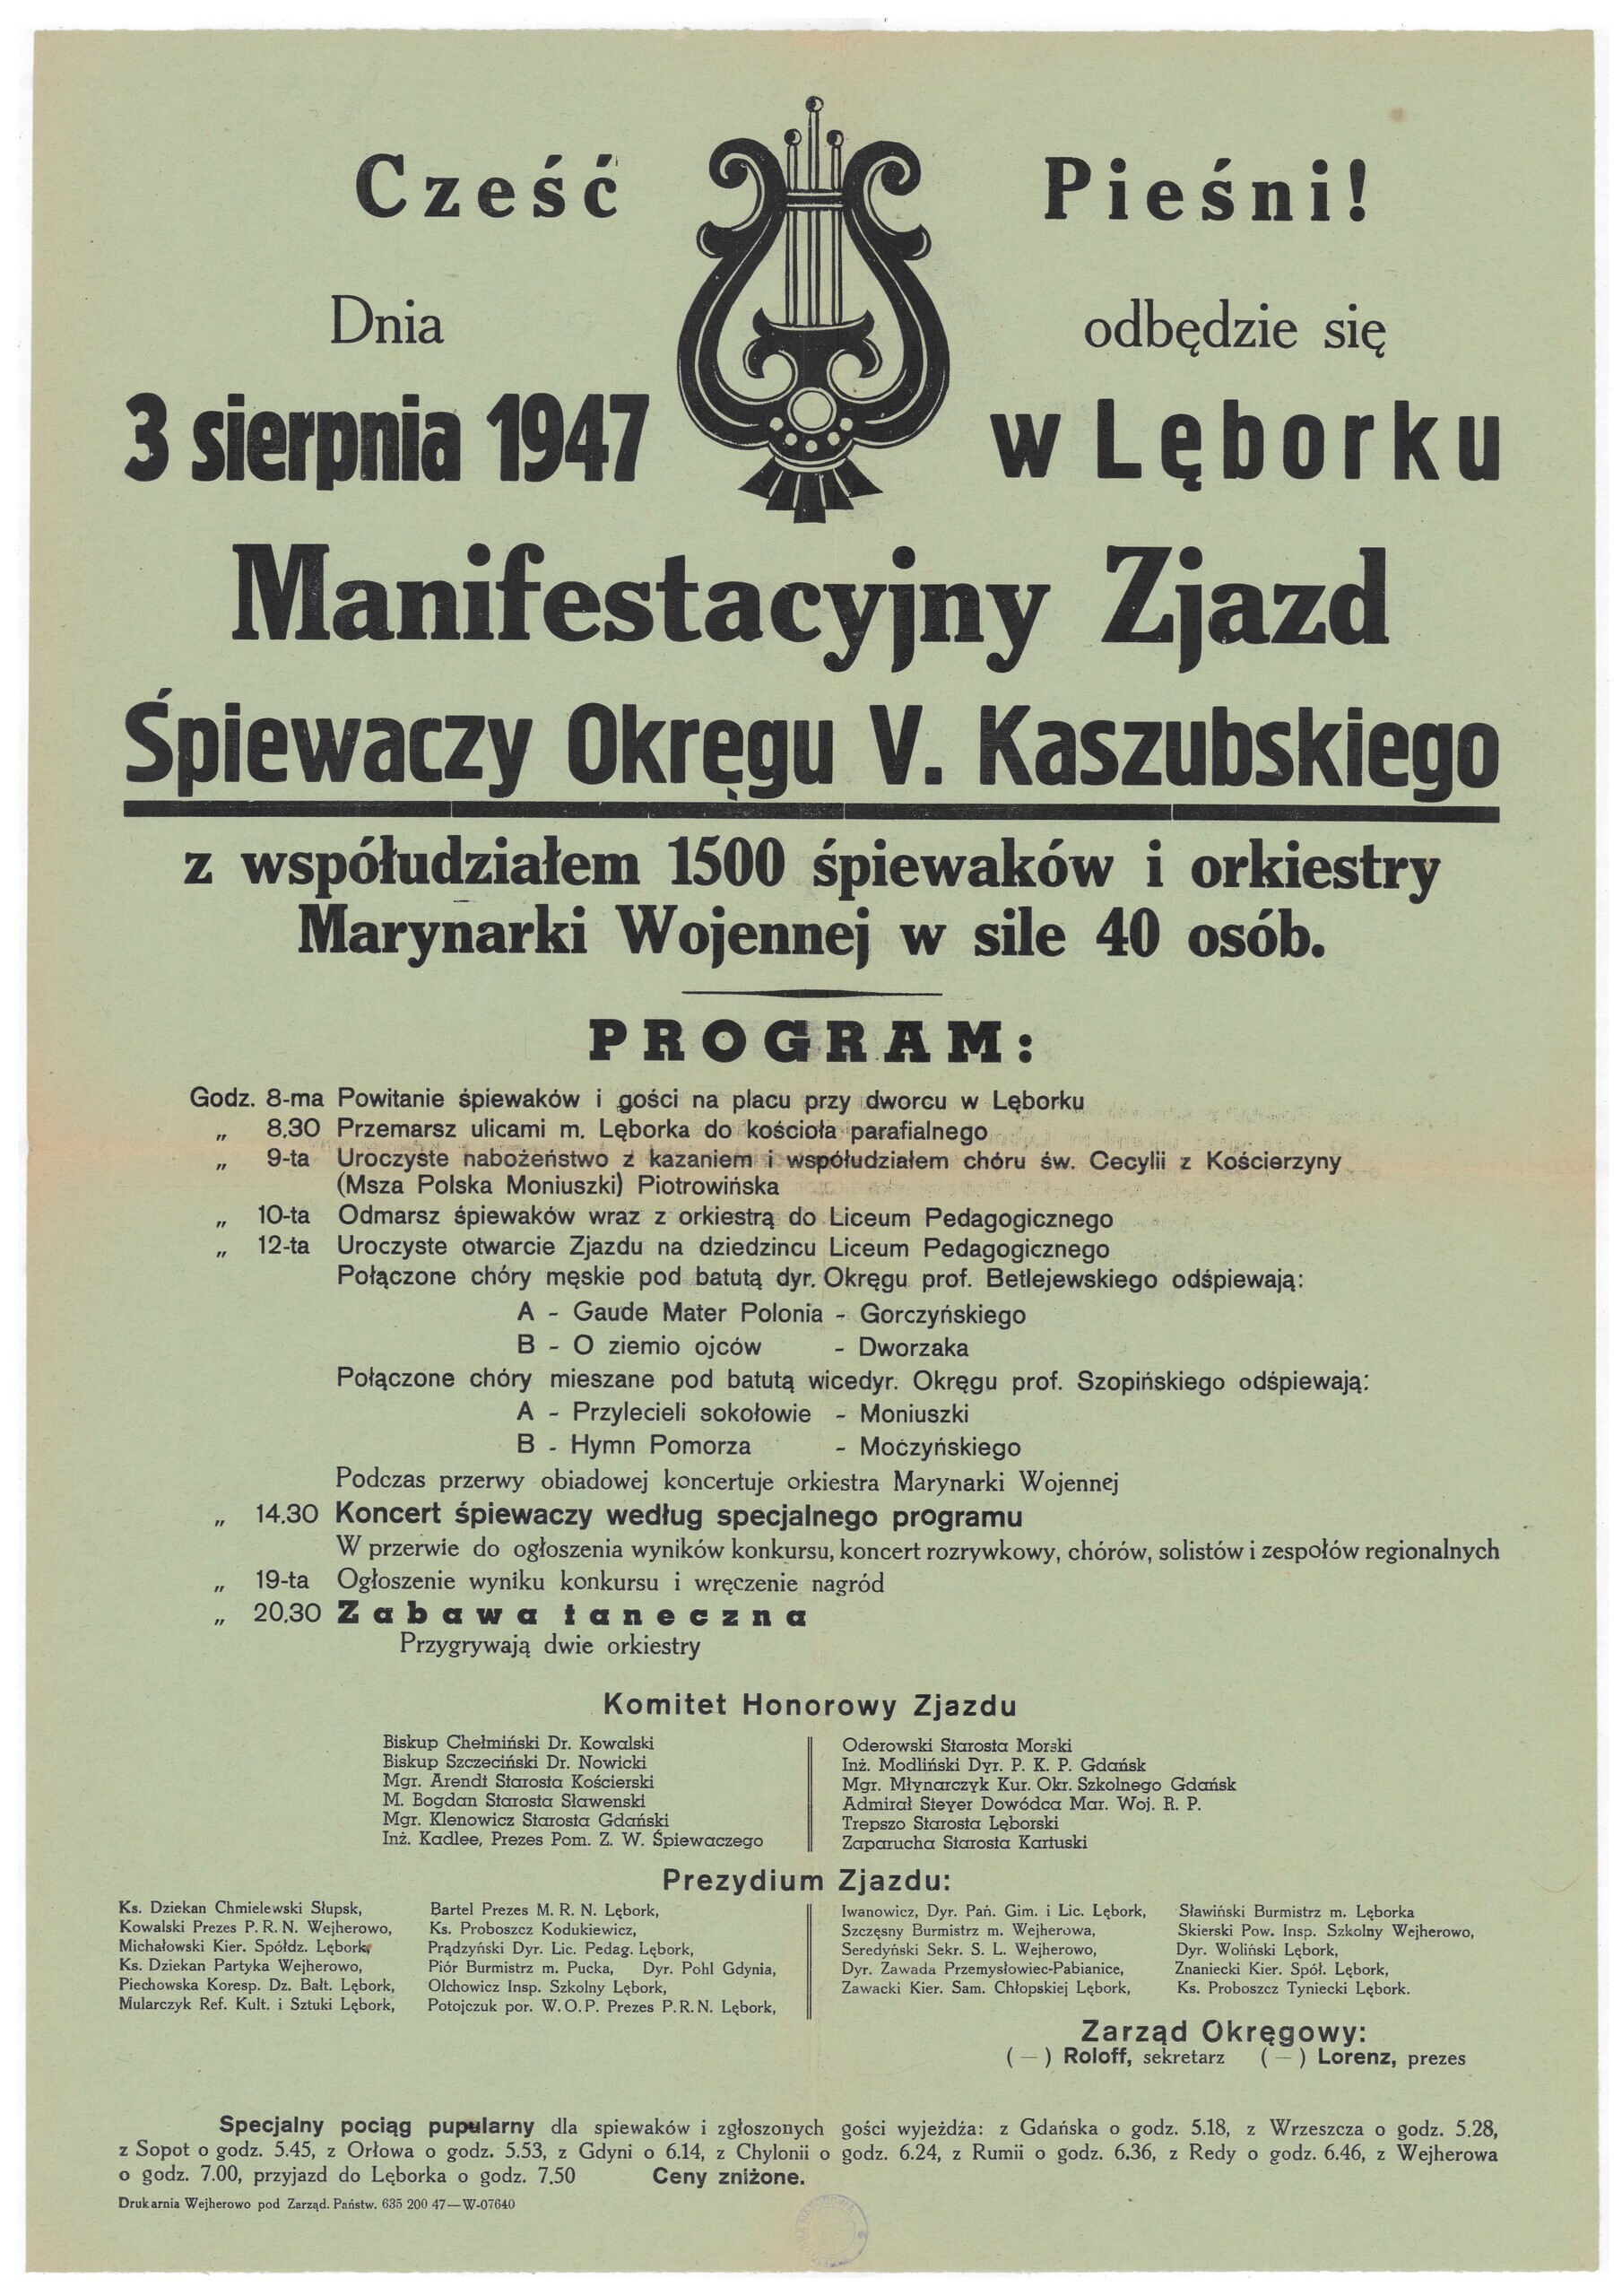 Cześć Pieśni!
Dnia odbędzie się
3 sierpnia 1947 w Lęborku
Manifestacyjny Zjazd
Śpiewaczy Okręgu V. Kaszubskiego
z współudziałem 1500 śpiewaków i orkiestry
Marynarki Wojennej w sile 40 osób.
PROGRAM:
Godz. 8-ma Powitanie śpiewaków i gości na placu przy dworcu w Lęborku
„ 8.30 Przemarsz ulicami m. Lęborka do kościoła parafialnego
„ 9-ta Uroczyste nabożeństwo z kazaniem i współudziałem chóru św. Cecylii z Kościerzyny
(Msza Polska Moniuszki) Piotrowińska
„ 10-ta Odmarsz śpiewaków wraz z orkiestrą do Liceum Pedagogicznego
„ 12-ta Uroczyste otwarcie Zjazdu na dziedzincu Liceum Pedagogicznego
Połączone chóry męskie pod batutą dyr. Okręgu prof. Betlejewskiego odśpiewają:
A - Gaude Mater Polonia - Gorczyńskiego
B - O ziemio ojców - Dworzaka
Połączone chóry mieszane pod batutą wicedyr. Okręgu prof. Szopińskiego odśpiewają:
A - Przylecieli sokołowie - Moniuszki
B - Hymn Pomorza - Moczyńskiego
Podczas przerwy obiadowej koncertuje orkiestra Marynarki Wojennej
„ 14.30 Koncert śpiewaczy według specjalnego programu
W przerwie do ogłoszenia wyników konkursu, koncert rozrywkowy, chórów, solistów i zespołów regionalnych
„ 19-ta Ogłoszenie wyniku konkursu i wręczenie nagród
„ 20.30 Zabawa taneczna
Przygrywają dwie orkiestry
Komitet Honorowy Zjazdu
Biskup Chełmiński Dr. Kowalski
Biskup Szczeciński Dr. Nowicki
Mgr. Arendt Starosta Kościerski
M. Bogdan Starosta Sławenski
Mgr. Klenowicz Starosta Gdański
Inż. Kadlee, Prezes Pom. Z. W. Śpiewaczego
Oderowski Starosta Morski
Inż. Modliński Dyr. P. K. P. Gdańsk
Mgr. Młynarczyk Kur. Okr. Szkolnego Gdańsk
Admirał Steyer Dowódca Mar. Woj. R. P.
Trepszo Starosta Lęborski
Zaparucha Starosta Kartuski
Prezydium Zjazdu:
Ks. Dziekan Chmielewski Słupsk,
Kowalski Prezes P. R. N. Wejherowo,
Michałowski Kier. Spółdz. Lębork,
Ks. Dziekan Partyka Wejherowo,
Piechowska Koresp. Dz. Bałt. Lębork,
Mularczyk Ref. Kult. i Sztuki Lębork,
Bartel Prezes M. R. N. Lębork,
Ks. Proboszcz Kodukiewicz,
Prądzyński Dyr. Lic. Pedag. Lębork,
Piór Burmistrz m. Pucka, Dyr. Pohl Gdynia,
Olchowicz Insp. Szkolny Lębork,
Potojczuk por. W. O. P. Prezes P. R. N. Lębork,
Iwanowicz, Dyr. Pań. Gim. i Lic. Lębork,
Szczęsny Burmistrz m. Wejherowa,
Seredyński Sekr. S. L. Wejherowo,
Dyr. Zawada Przemysłowiec-Pabianice,
Zawacki Kier. Sam. Chłopskiej Lębork,
Sławiński Burmistrz m. Lęborka
Skierski Pow. Insp. Szkolny Wejherowo,
Dyr. Woliński Lębork,
Znaniecki Kier. Spół. Lębork,
Ks. Proboszcz Tyniecki Lębork.
Zarząd Okręgowy:
( — ) Roloff, sekretarz ( — ) Lorenz, prezes
Specjalny pociąg pupularny dla spiewaków i zgłoszonych gości wyjeżdża: z Gdańska o godz. 5.18, z Wrzeszcza o godz. 5.28,
z Sopot o godz. 5.45, z Orłowa o godz. 5.53, z Gdyni o 6.14, z Chylonii o godz. 6.24, z Rumii o godz. 6.36, z Redy o godz. 6.46, z Wejherowa
o godz. 7.00, przyjazd do Lęborka o godz. 7.50 Ceny zniżone.
Drukarnia Wejherowo pod Zarząd. Państw. 635 200 47—W-07640